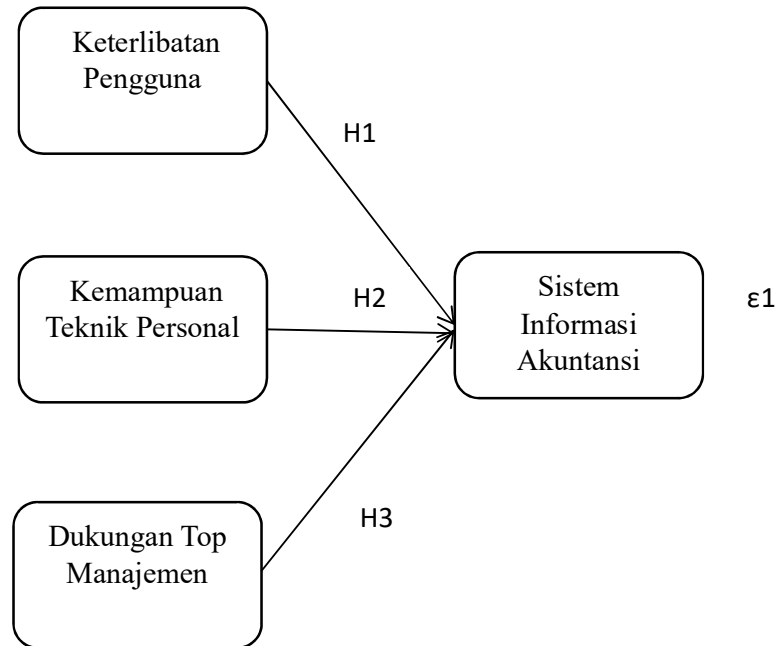 Keterlibatan
Pengguna
H1
Kemampuan
Teknik Personal
H2
Sistem
Informasi
Akuntansi
ε1
Dukungan Top
Manajemen
H3